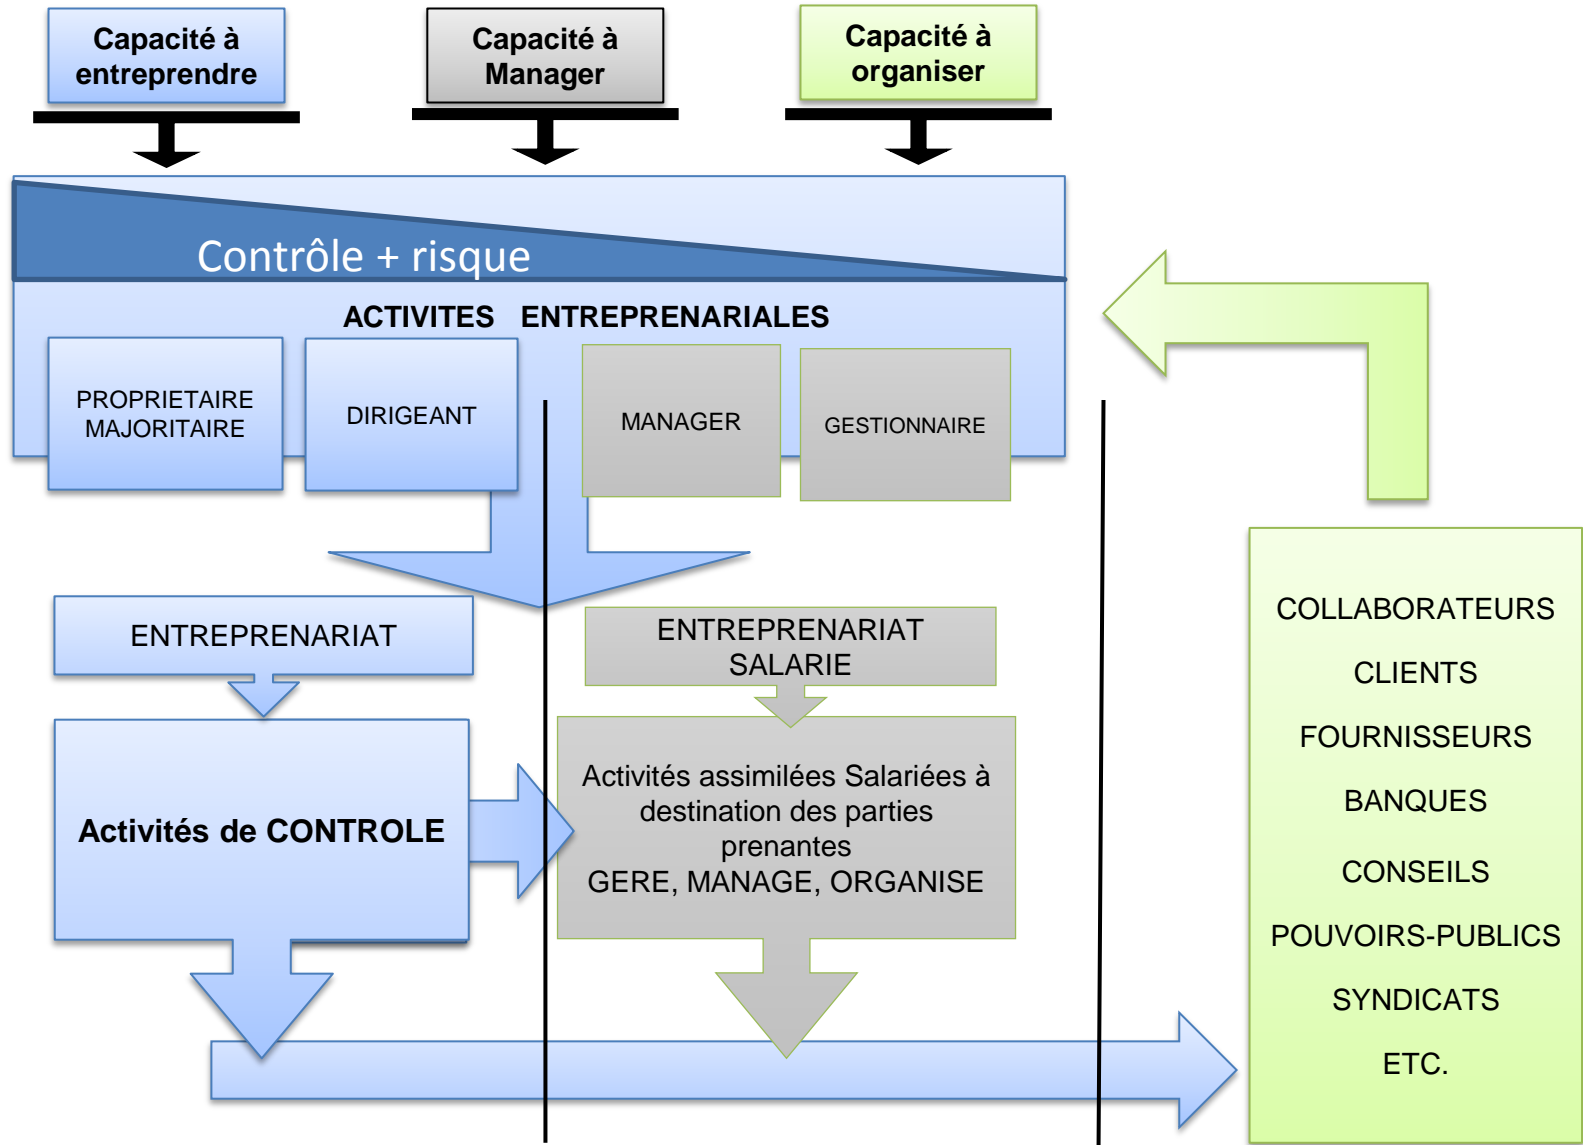 Capacité à
entreprendre
Capacité à
Manager
Capacité à
organiser
Contrôle + risque
ACTIVITES ENTREPRENARIALES
PROPRIETAIRE
MAJORITAIRE
DIRIGEANT
MANAGER
GESTIONNAIRE
ENTREPRENARIAT
ENTREPRENARIAT
SALARIE
Activités de CONTROLE
Activités assimilées Salariées à
destination des parties
prenantes
GERE, MANAGE, ORGANISE
COLLABORATEURS
CLIENTS
FOURNISSEURS
BANQUES
CONSEILS
POUVOIRS-PUBLICS
SYNDICATS
ETC.